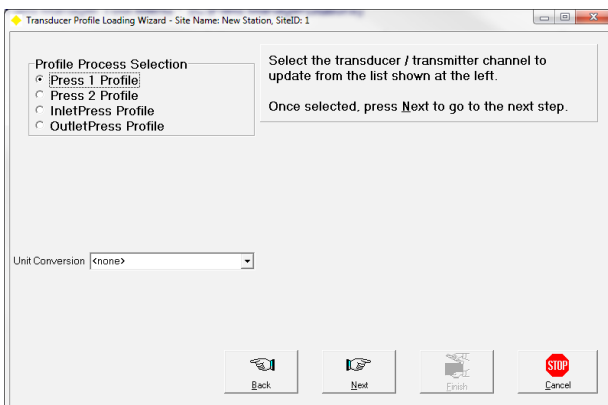 Transducer Profile Loading Wizard - Site Name: New Station, SiteID: 1
Profile Process Selection
Press 1 Profile
Press 2 Profile
InletPress Profile
OutletPress Profile
Select the transducer / transmitter channel to
update from the list shown at the left.
Once selected, press Next to go to the next step.
Unit Conversion <none>
Back
Next
Finish
STOP
Cancel